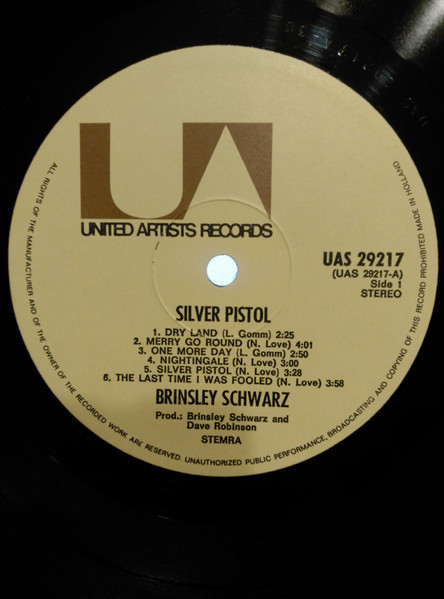 UA
UNITED ARTISTS RECORDS
UAS 29217
(UAS 29217-A)
Side 1
STEREO
SILVER PISTOL
1. DRY LAND (L. Gomm) 2:25
2. MERRY GO ROUND (N. Love) 4:01
3. ONE MORE DAY (L. Gomm) 2:50
4. NIGHTINGALE (N. Love) 3:00
5. SILVER PISTOL (N. Love) 3:28
6. THE LAST TIME I WAS FOOLED (N. Love) 3:58
BRINSLEY SCHWARZ
Prod.: Brinsley Schwarz and
Dave Robinson
STEMRA
ALL RIGHTS OF THE MANUFACTURER AND OF THE OWNER OF THE RECORDED WORK ARE RESERVED. UNAUTHORIZED PUBLIC PERFORMANCE, BROADCASTING AND COPYING OF THIS RECORD PROHIBITED MADE IN HOLLAND